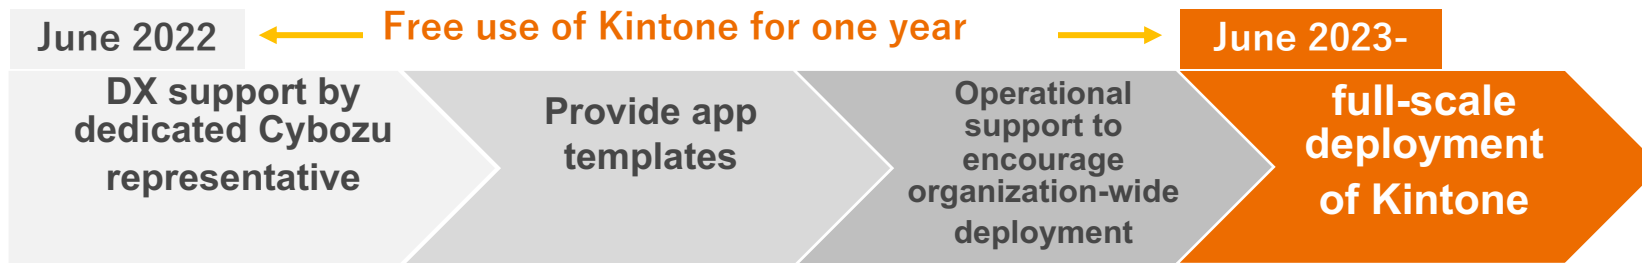 June 2022
Free use of Kintone for one year
June 2023-
DX support by
dedicated Cybozu
representative
Provide app
templates
Operational
support to
encourage
organization-wide
deployment
full-scale
deployment
of Kintone